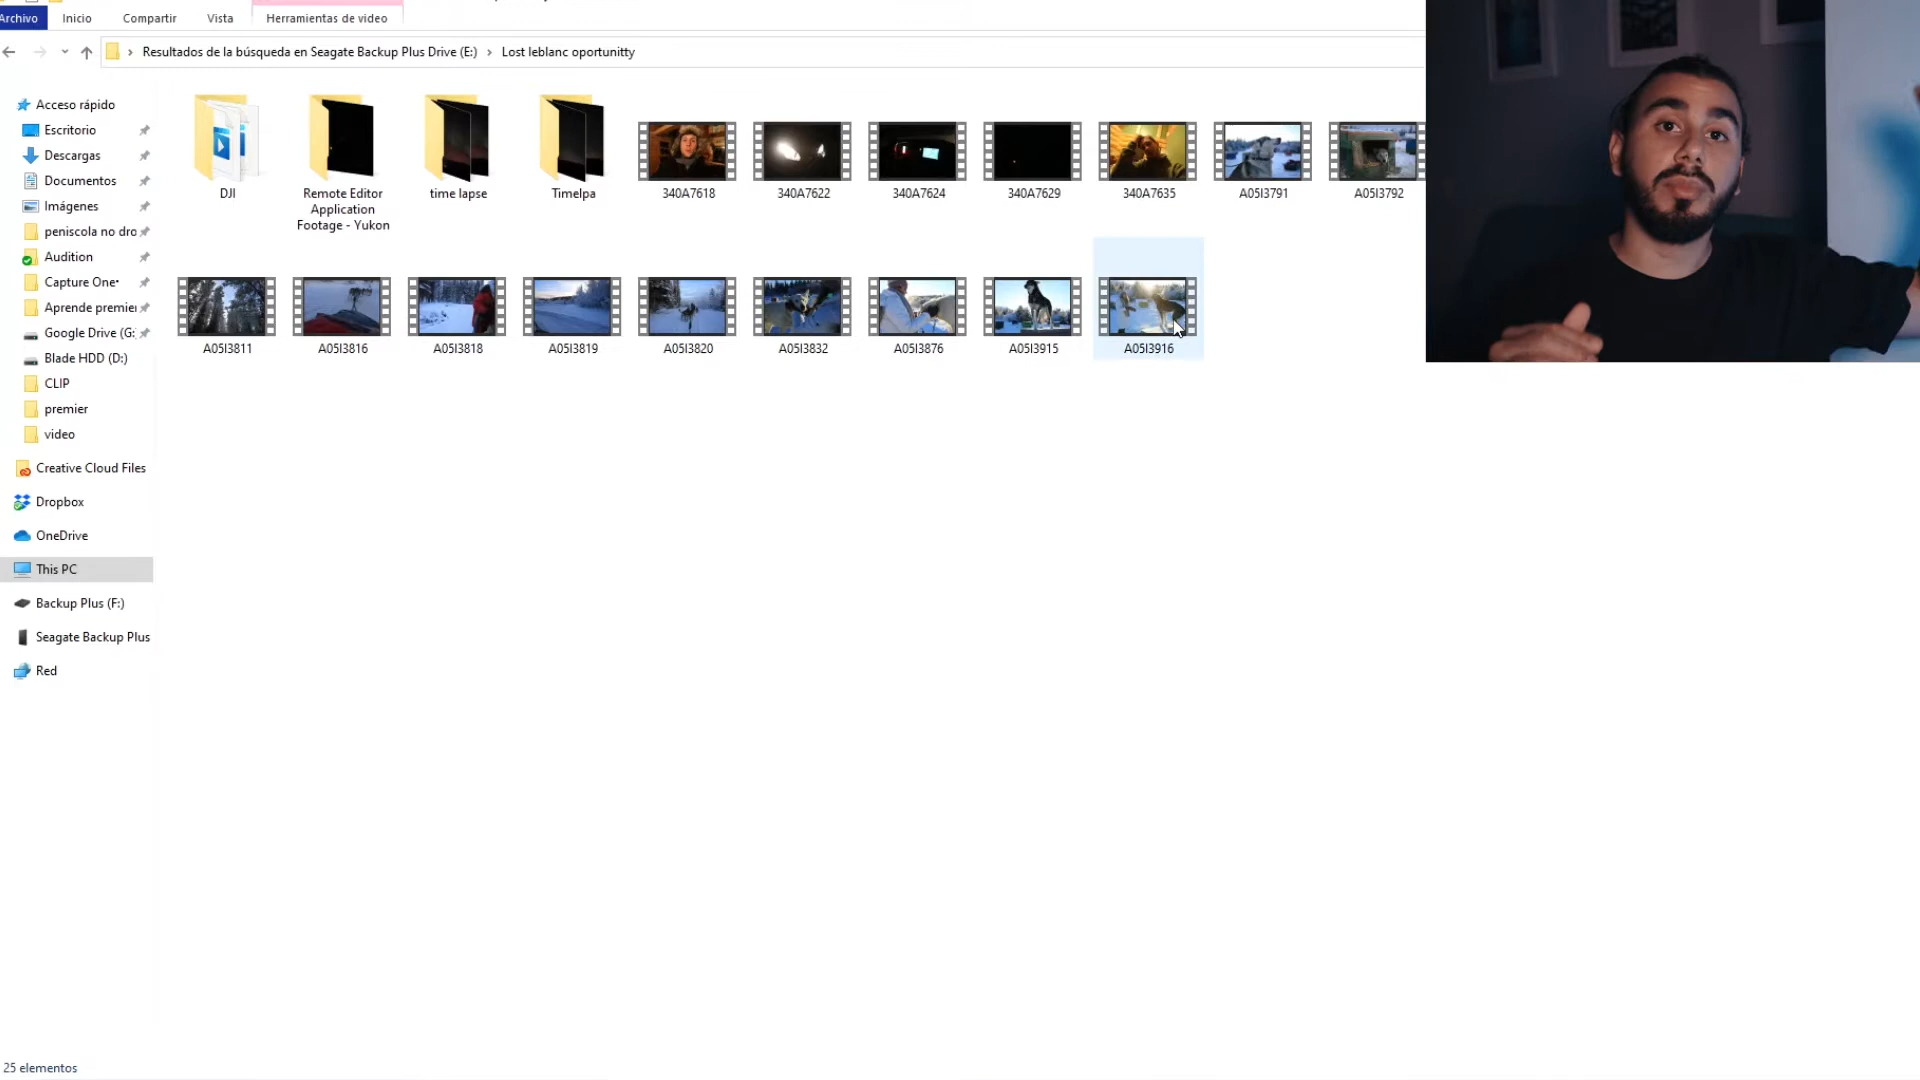 Archivo Inicio Compartir Vista Herramientas de video
Resultados de la búsqueda en Seagate Backup Plus Drive (E:) > Lost leblanc oportunitty
Acceso rápido
Escritorio
Descargas
Documentos
Imágenes
peniscola no dro
Audition
Capture One
Aprende premier
Google Drive (G:
Blade HDD (D:)
CLIP
premier
video
Creative Cloud Files
Dropbox
OneDrive
This PC
Backup Plus (F:)
Seagate Backup Plus
Red
DJI
Remote Editor
Application
Footage - Yukon
time lapse
Timelpa
340A7618
340A7622
340A7624
340A7629
340A7635
A05I3791
A05I3792
A05I3811
A05I3816
A05I3818
A05I3819
A05I3820
A05I3832
A05I3876
A05I3915
A05I3916
25 elementos